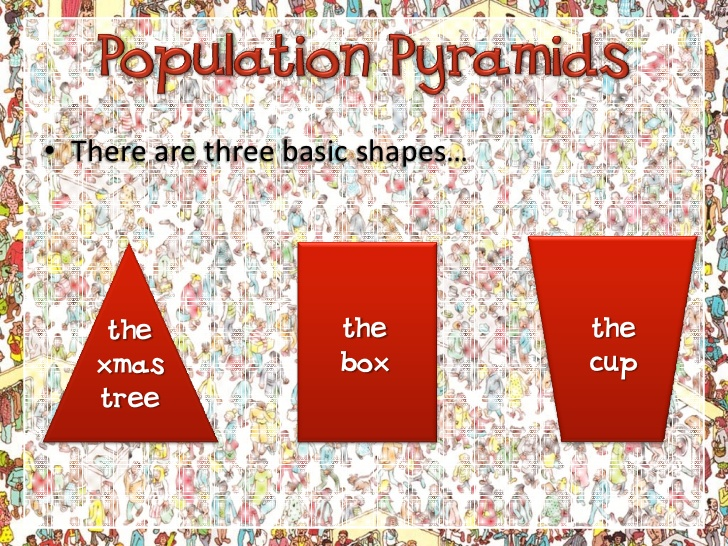 Population Pyramids
• There are three basic shapes...
the
xmas
tree
the
box
the
cup